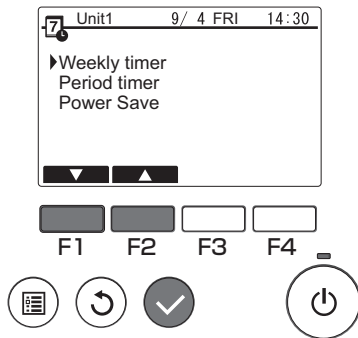 7 Unit1 9/ 4 FRI 14:30
Weekly timer
Period timer
Power Save
F1 F2 F3 F4